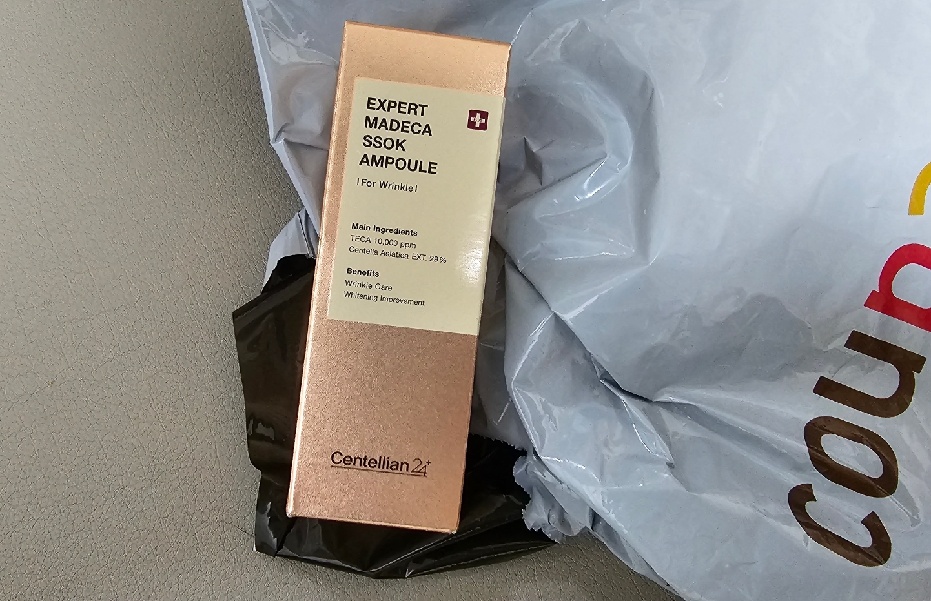 EXPERT
MADECA
SSOK
AMPOULE
[For Wrinkle]
Main Ingredients
TECA 10,000 ppm
Centella Asiatica EXT.
Benefits
Wrinkle Care
Whitening Improvement
Centellian 24+
coup